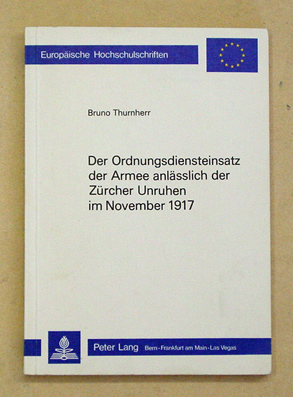 Europäische Hochschulschriften
Bruno Thurnherr
Der Ordnungsdiensteinsatz
der Armee anlässlich der
Zürcher Unruhen
im November 1917
Peter Lang Bern-Frankfurt am Main-Las Vegas